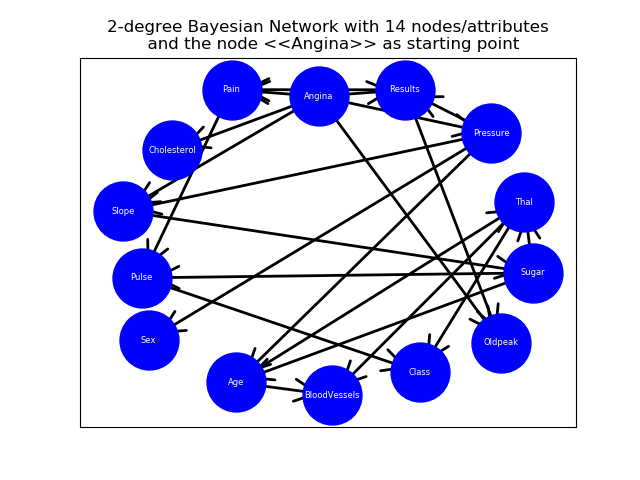 2-degree Bayesian Network with 14 nodes/attributes
and the node <<Angina>> as starting point
Pain
Angina
Results
Pressure
Cholesterol
Thal
Slope
Sugar
Pulse
Sex
Oldpeak
Class
Age
BloodVessels